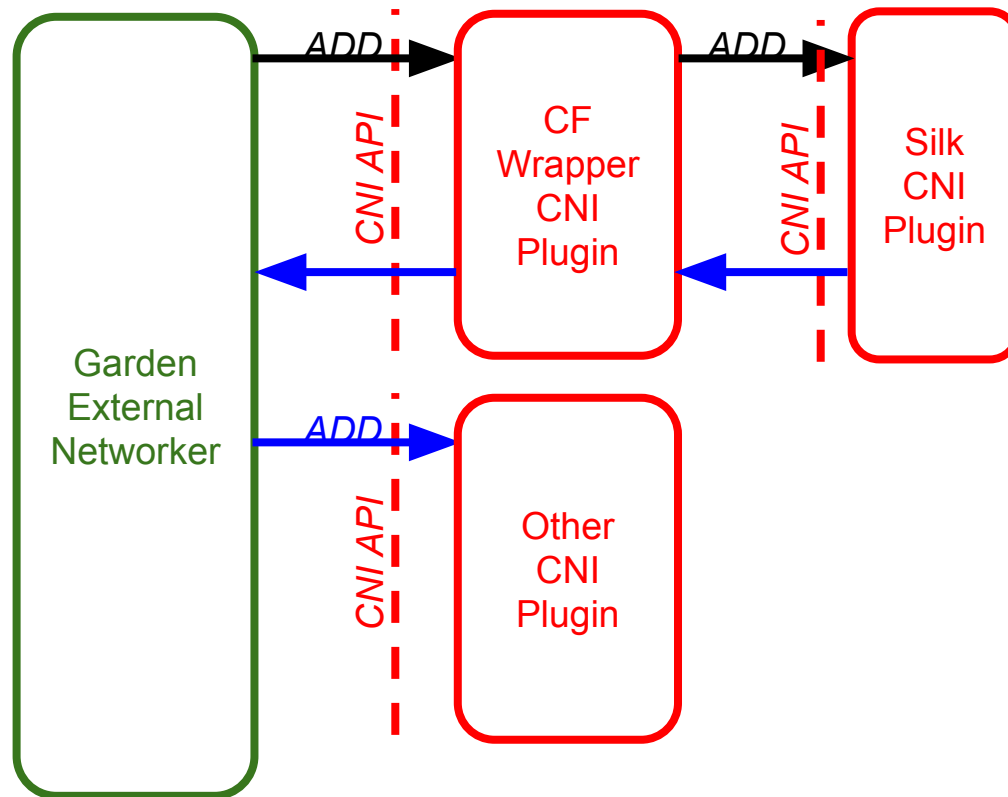 ADD
ADD
CNI API
CF
Wrapper
CNI
Plugin
CNI API
Silk
CNI
Plugin
Garden
External
Networker
ADD
CNI API
Other
CNI
Plugin